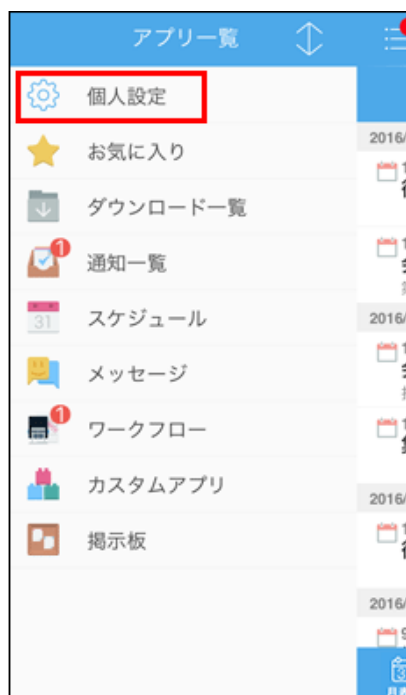 アプリ一覧
個人設定
お気に入り
ダウンロード一覧
1
通知一覧
31
スケジュール
メッセージ
1
ワークフロー
カスタムアプリ
掲示板
2016/
2016/
2016/
2016/